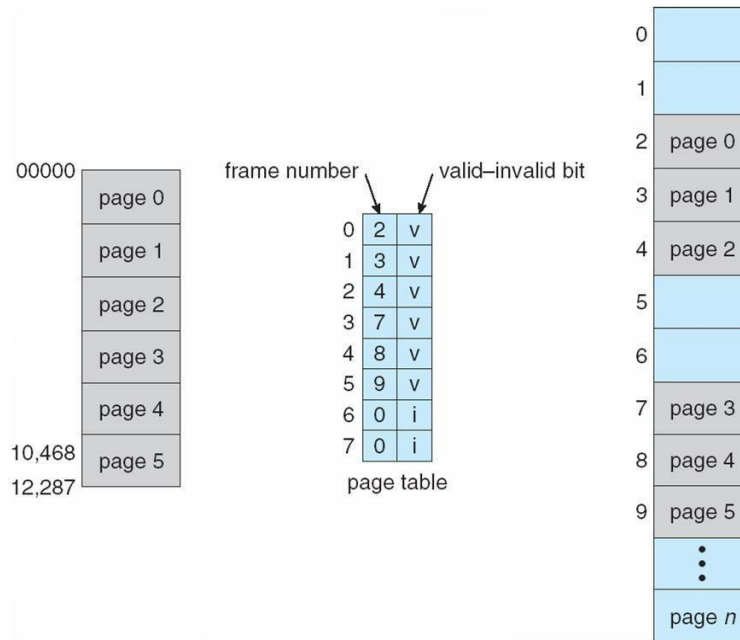 00000
page 0
page 1
page 2
page 3
page 4
10,468
page 5
12,287
frame number
valid–invalid bit
0 2 v
1 3 v
2 4 v
3 7 v
4 8 v
5 9 v
6 0 i
7 0 i
page table
0
1
2 page 0
3 page 1
4 page 2
5
6
7 page 3
8 page 4
9 page 5
page n